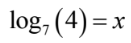 log₇(4) = x